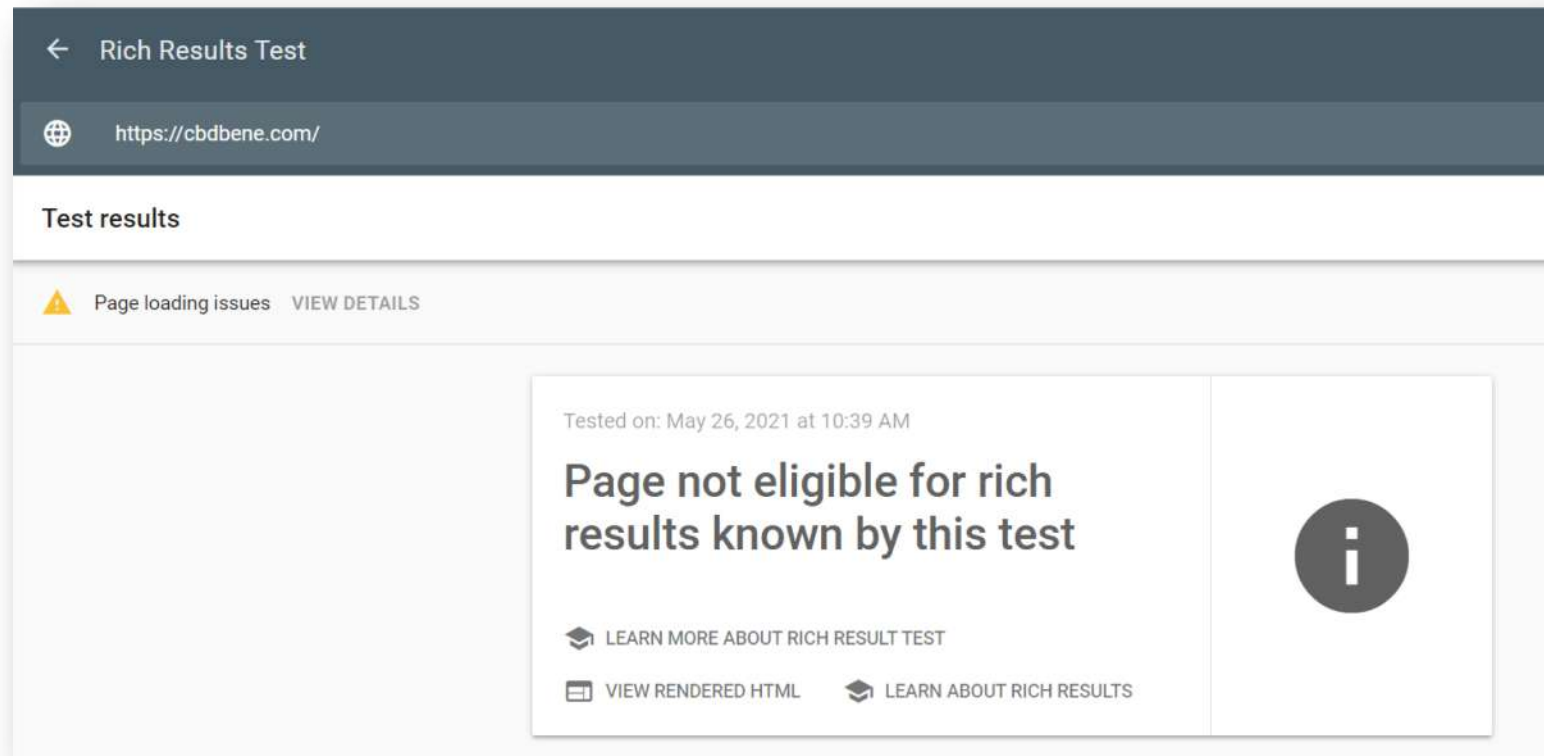 Rich Results Test
https://cbdbene.com/
Test results
Page loading issues VIEW DETAILS
Tested on: May 26, 2021 at 10:39 AM
Page not eligible for rich
results known by this test
LEARN MORE ABOUT RICH RESULT TEST
VIEW RENDERED HTML LEARN ABOUT RICH RESULTS